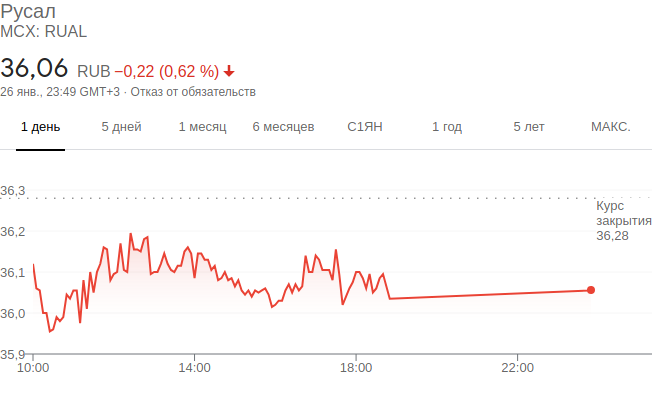 Русал
MCX: RUAL
36,06 RUB −0,22 (0,62 %)
26 янв., 23:49 GMT+3 · Отказ от обязательств
1 день 5 дней 1 месяц 6 месяцев С1ЯН 1 год 5 лет МАКС.
36,3
Курс
закрытия
36,28
36,2
36,1
36,0
35,9
10:00 14:00 18:00 22:00